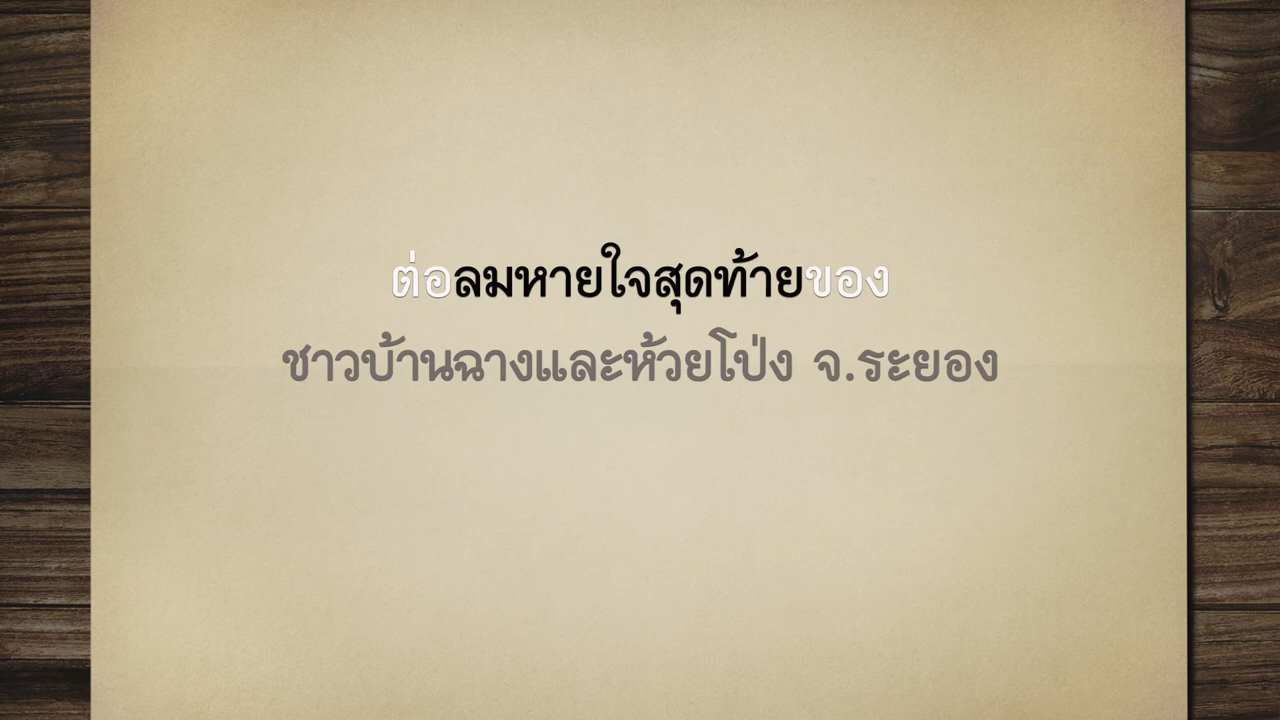 ต่อลมหายใจสุดท้ายของ
ชาวบ้านฉางและห้วยโป่ง จ.ระยอง